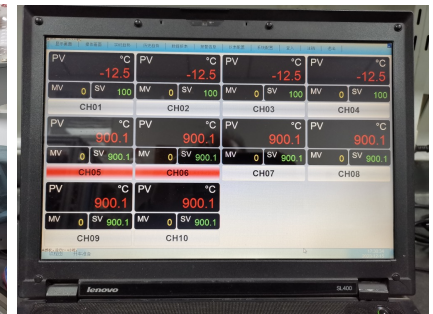 PV °C PV °C PV °C PV °C
-12.5 -12.5 -12.5 -12.5
MV 0 SV 100 MV 0 SV 100 MV 0 SV 100 MV 0 SV 100
CH01 CH02 CH03 CH04
PV °C PV °C PV °C PV °C
900.1 900.1 900.1 900.1
MV 0 SV 900.1 MV 0 SV 900.1 MV 0 SV 900.1 MV 0 SV 900.1
CH05 CH06 CH07 CH08
PV °C PV °C
900.1 900.1
MV 0 SV 900.1 MV 0 SV 900.1
CH09 CH10
lenovo SL400